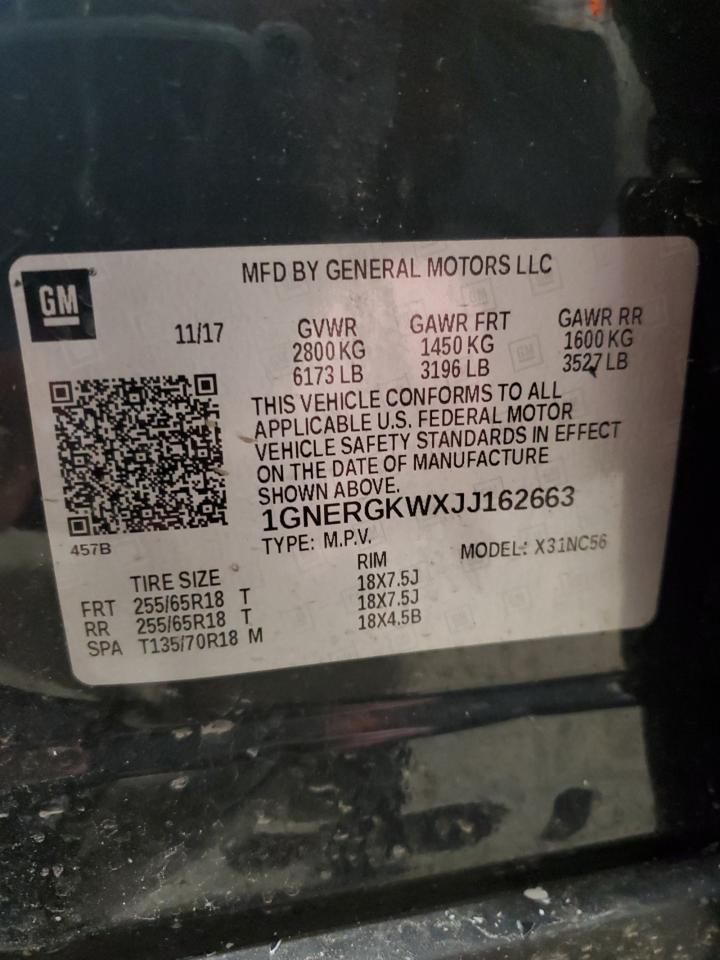 GM
MFD BY GENERAL MOTORS LLC
11/17
GVWR
2800 KG
6173 LB
GAWR FRT
1450 KG
3196 LB
GAWR RR
1600 KG
3527 LB
THIS VEHICLE CONFORMS TO ALL
APPLICABLE U.S. FEDERAL MOTOR
VEHICLE SAFETY STANDARDS IN EFFECT
ON THE DATE OF MANUFACTURE
SHOWN ABOVE.
1GNERGKWXJJ162663
457B
TYPE: M.P.V.
MODEL: X31NC56
TIRE SIZE RIM
FRT 255/65R18 T 18X7.5J
RR 255/65R18 T 18X7.5J
SPA T135/70R18 M 18X4.5B